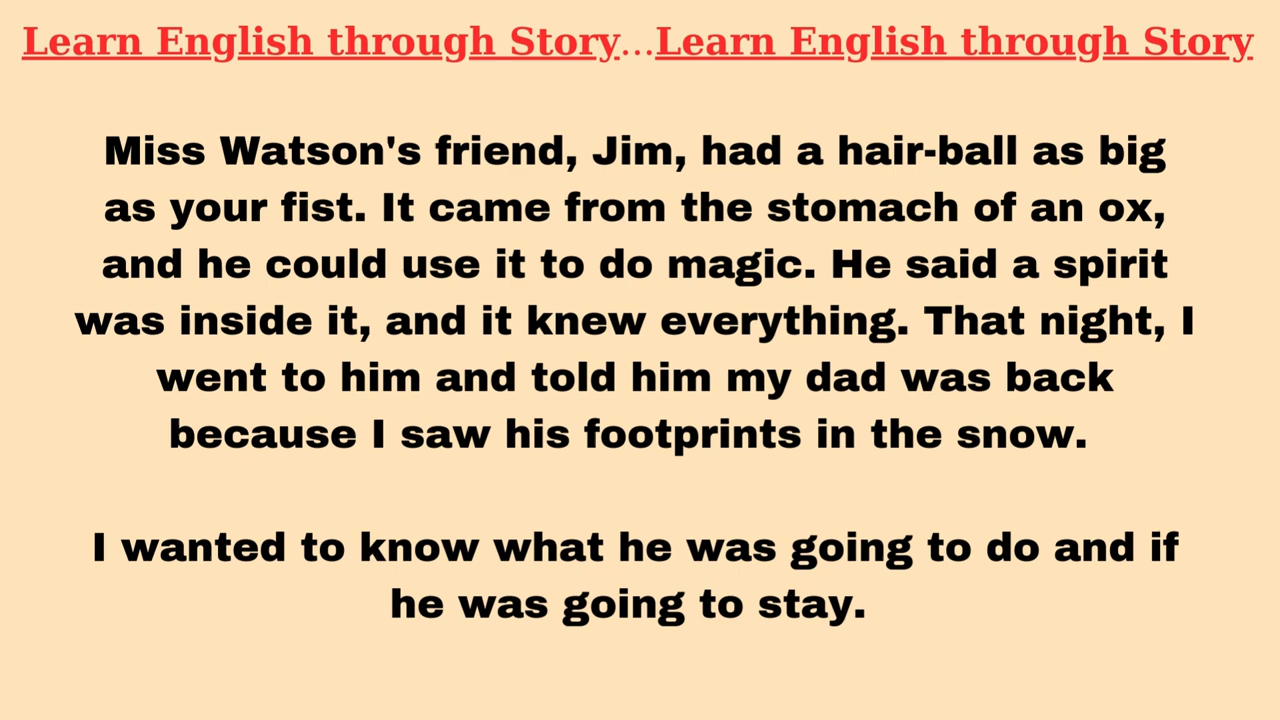 Learn English through Story...Learn English through Story
Miss Watson's friend, Jim, had a hair-ball as big
as your fist. It came from the stomach of an ox,
and he could use it to do magic. He said a spirit
was inside it, and it knew everything. That night, I
went to him and told him my dad was back
because I saw his footprints in the snow.
I wanted to know what he was going to do and if
he was going to stay.